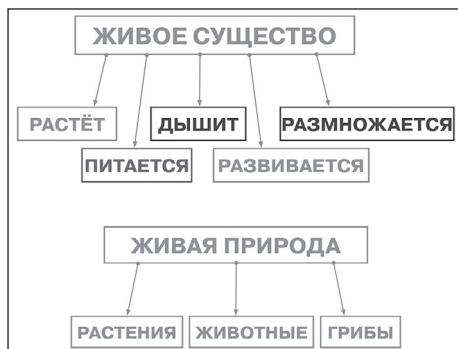 ЖИВОЕ СУЩЕСТВО
РАСТЁТ ДЫШИТ РАЗМНОЖАЕТСЯ
ПИТАЕТСЯ РАЗВИВАЕТСЯ
ЖИВАЯ ПРИРОДА
РАСТЕНИЯ ЖИВОТНЫЕ ГРИБЫ